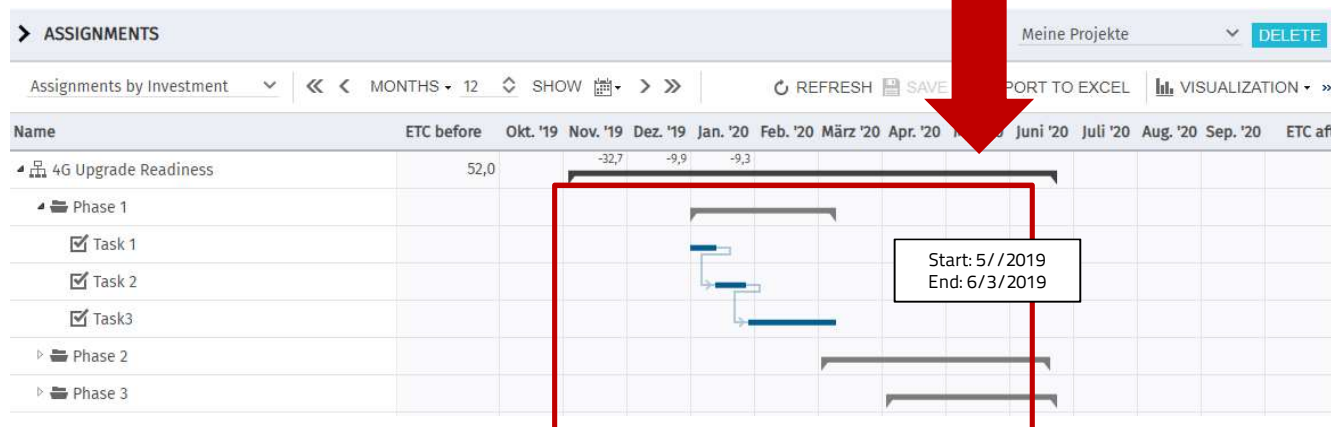 ASSIGNMENTS Meine Projekte DELETE
Assignments by Investment MONTHS 12 SHOW REFRESH SAVE PORT TO EXCEL VISUALIZATION
Name ETC before Okt. '19 Nov. '19 Dez. '19 Jan. '20 Feb. '20 März '20 Apr. '20 Juni '20 Juli '20 Aug. '20 Sep. '20 ETC aft
4G Upgrade Readiness 52,0 -32,7 -9,9 -9,3
Phase 1
Task 1
Start: 5//2019
Task 2
End: 6/3/2019
Task3
Phase 2
Phase 3